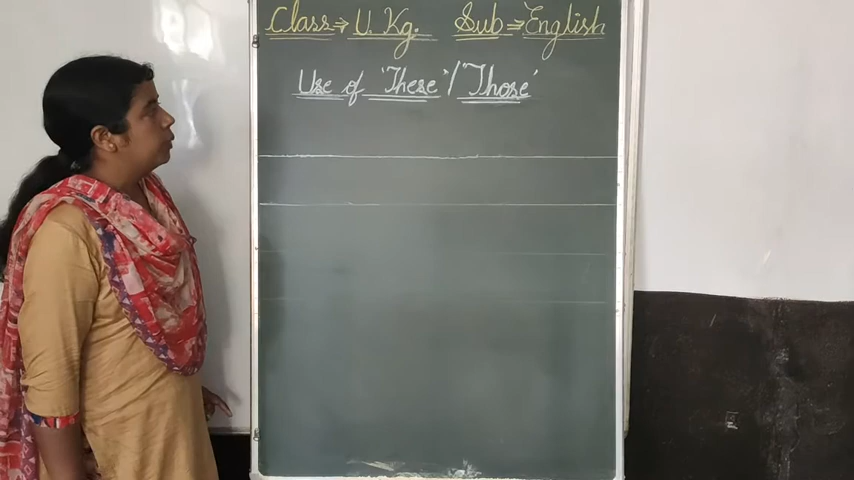 Class → U. Kg. Sub ⇒ English
Use of 'These' / 'Those'